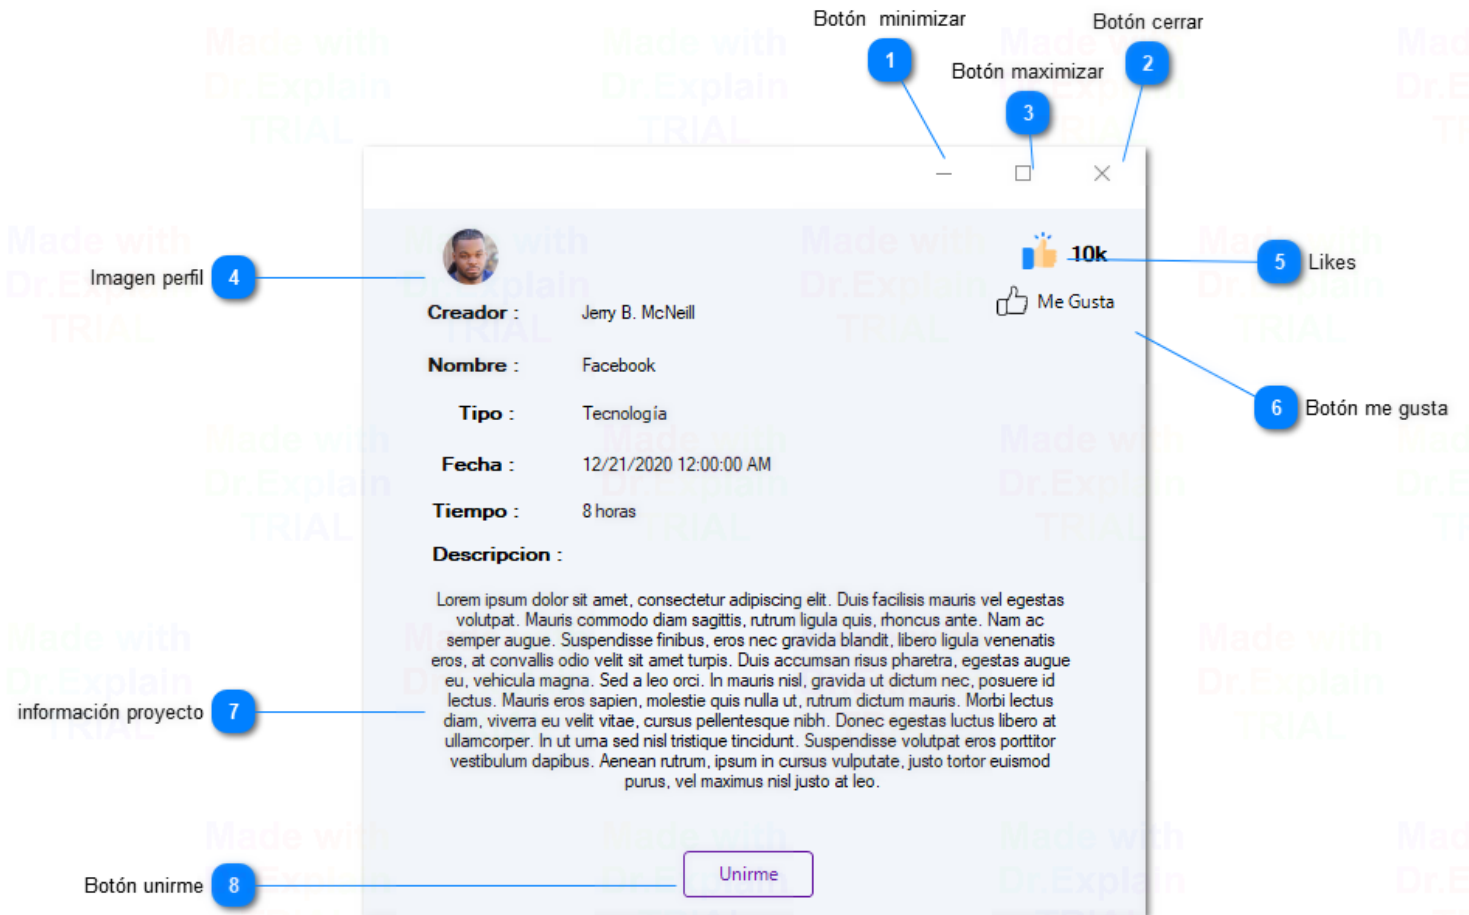 Botón minimizar
Botón cerrar
1
Botón maximizar
2
3
Made with
Dr.Explain
TRIAL
Imagen perfil
4
10k
5
Likes
Me Gusta
Creador :
Jerry B. McNeill
Nombre :
Facebook
6
Botón me gusta
Tipo :
Tecnología
Fecha :
12/21/2020 12:00:00 AM
Tiempo :
8 horas
Descripcion :
Lorem ipsum dolor sit amet, consectetur adipiscing elit. Duis facilisis mauris vel egestas
volutpat. Mauris commodo diam sagittis, rutrum ligula quis, rhoncus ante. Nam ac
semper augue. Suspendisse finibus, eros nec gravida blandit, libero ligula venenatis
eros, at convallis odio velit sit amet turpis. Duis accumsan risus pharetra, egestas augue
eu, vehicula magna. Sed a leo orci. In mauris nisl, gravida ut dictum nec, posuere id
lectus. Mauris eros sapien, molestie quis nulla ut, rutrum dictum mauris. Morbi lectus
diam, viverra eu velit vitae, cursus pellentesque nibh. Donec egestas luctus libero at
ullamcorper. In ut urna sed nisl tristique tincidunt. Suspendisse volutpat eros porttitor
vestibulum dapibus. Aenean rutrum, ipsum in cursus vulputate, justo tortor euismod
purus, vel maximus nisl justo at leo.
información proyecto
7
Unirme
Botón unirme
8